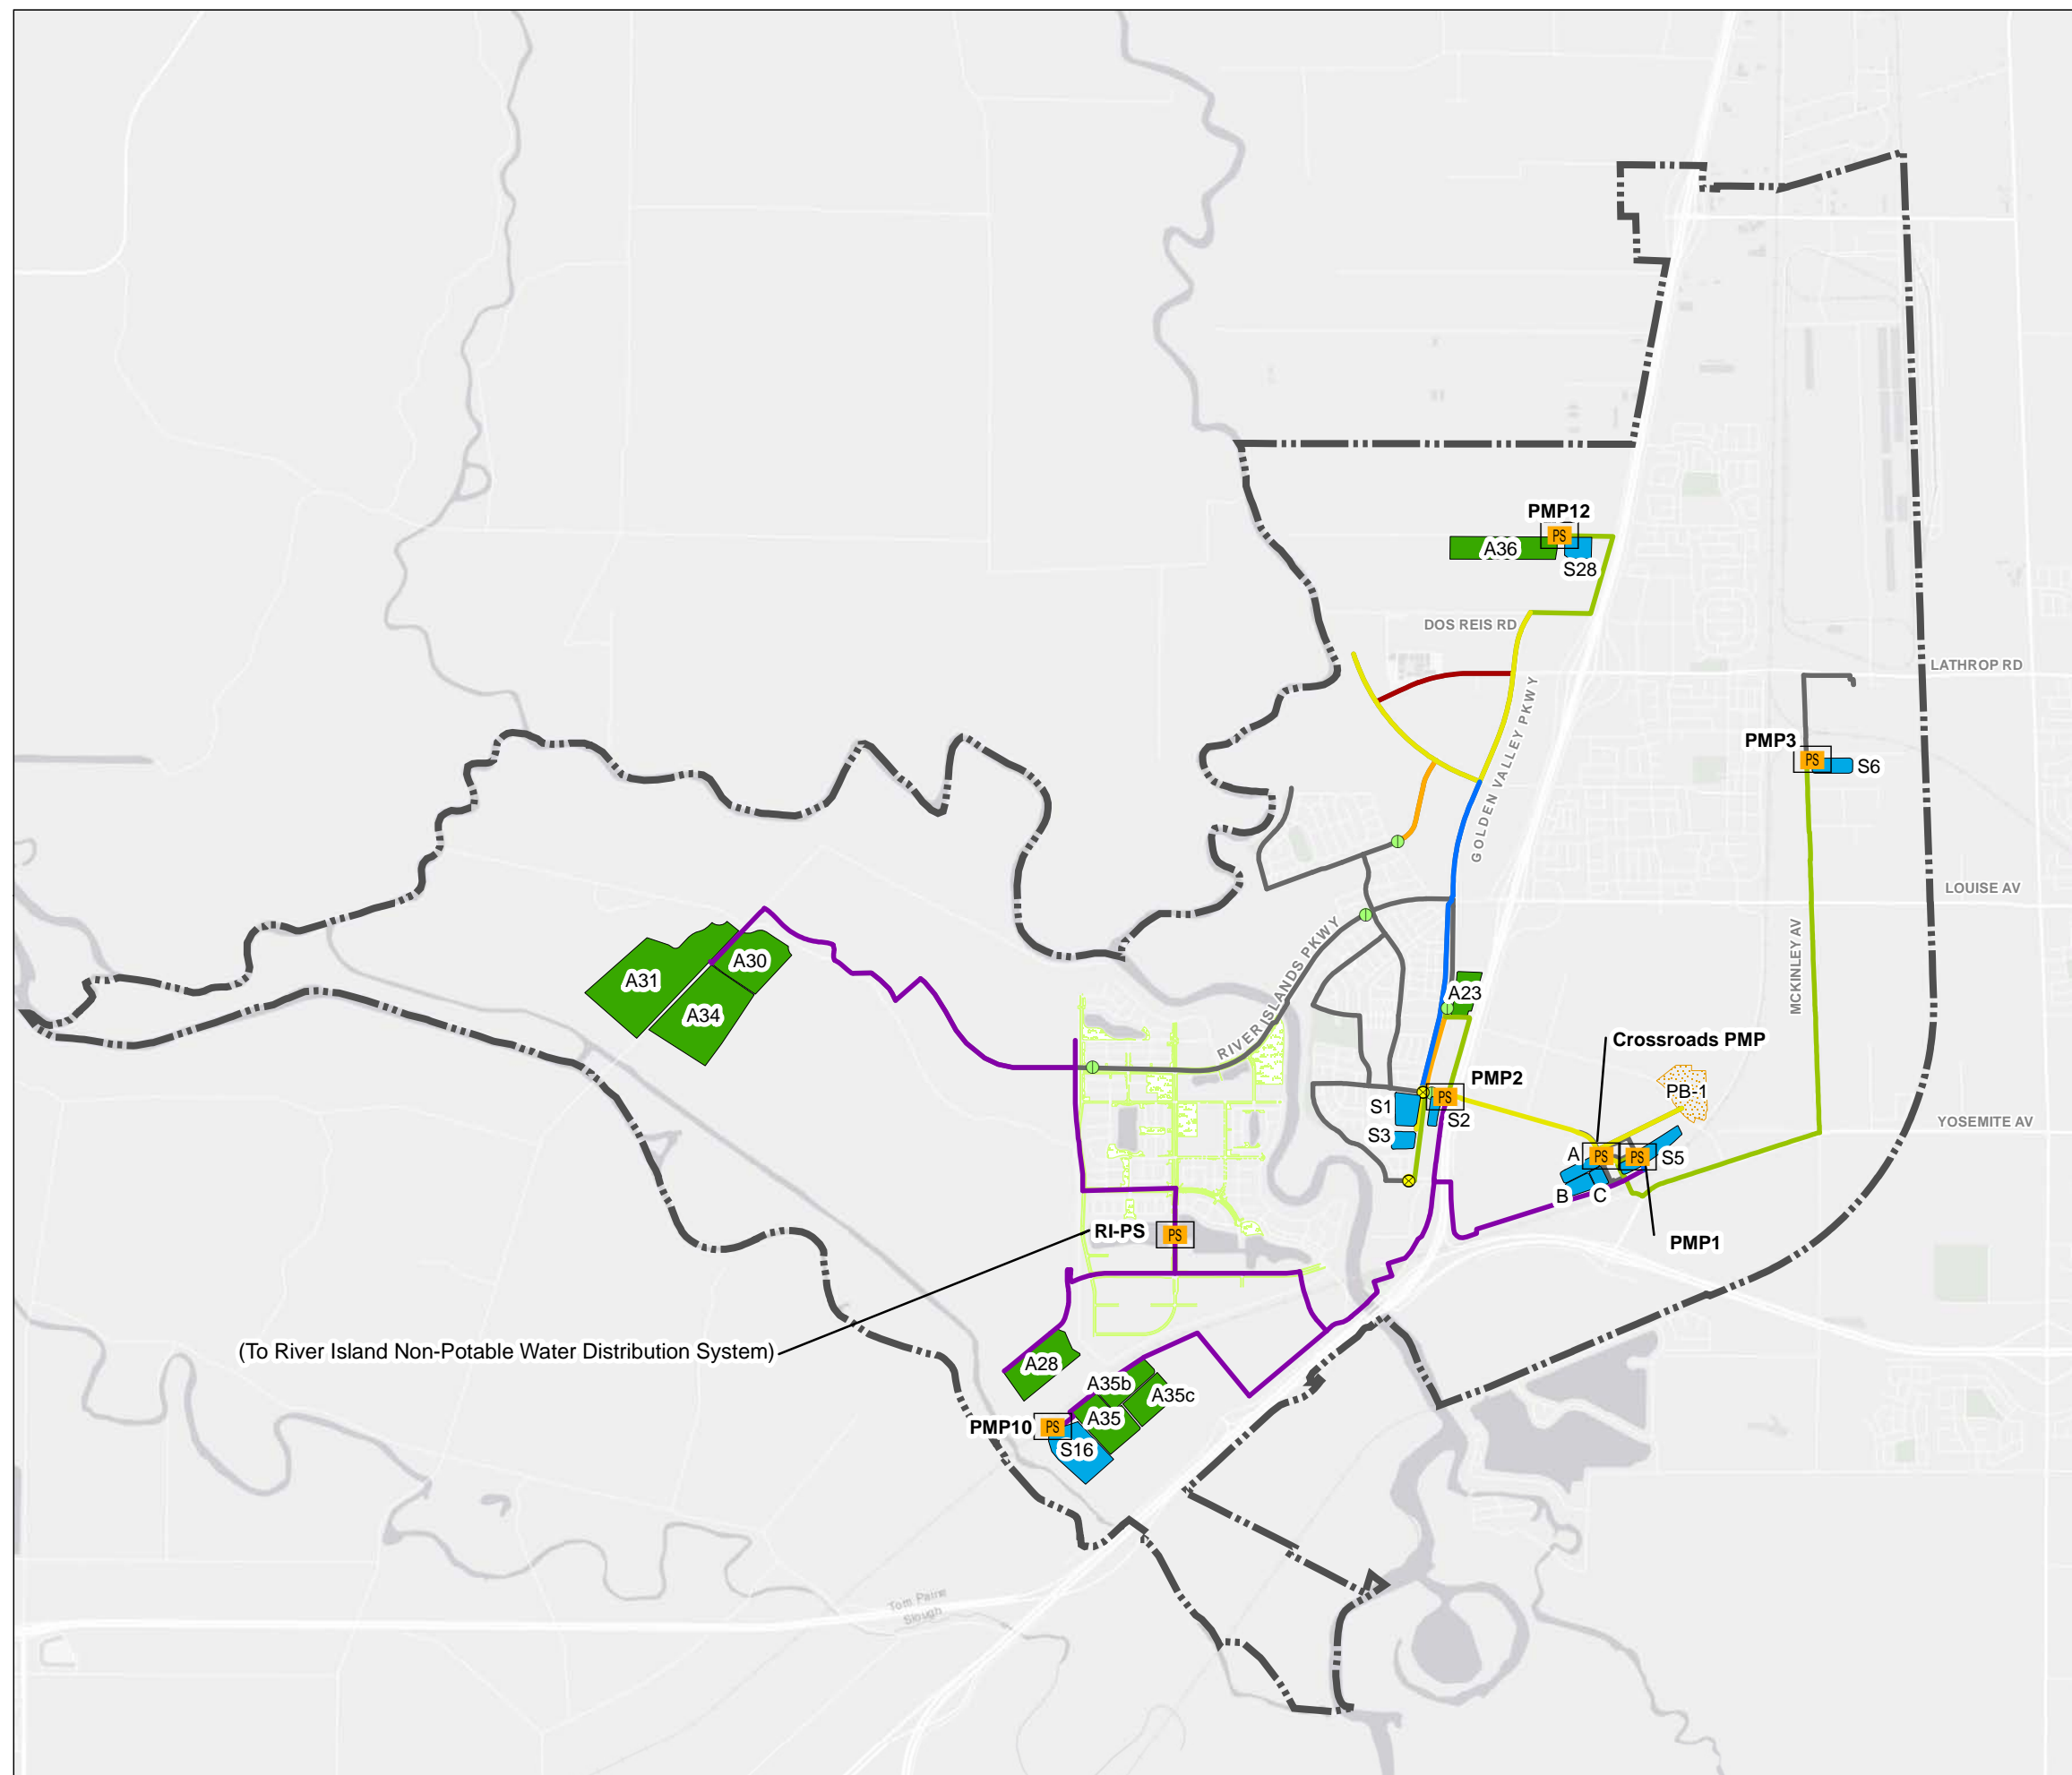 PMP12
PS
A36
S28
DOS REIS RD
LATHROP RD
GOLDEN VALLEY PKWY
PMP3
PS
S6
LOUISE AV
MCKINLEY AV
RIVER ISLANDS PKWY
A31
A30
A34
A23
Crossroads PMP
PMP2
PS
PB-1
S1
S2
S3
YOSEMITE AV
A
PS
PS
S5
B
C
PMP1
RI-PS
PS
(To River Island Non-Potable Water Distribution System)
A28
A35b
A35c
A35
PMP10
PS
S16
Tom Paine
Slough